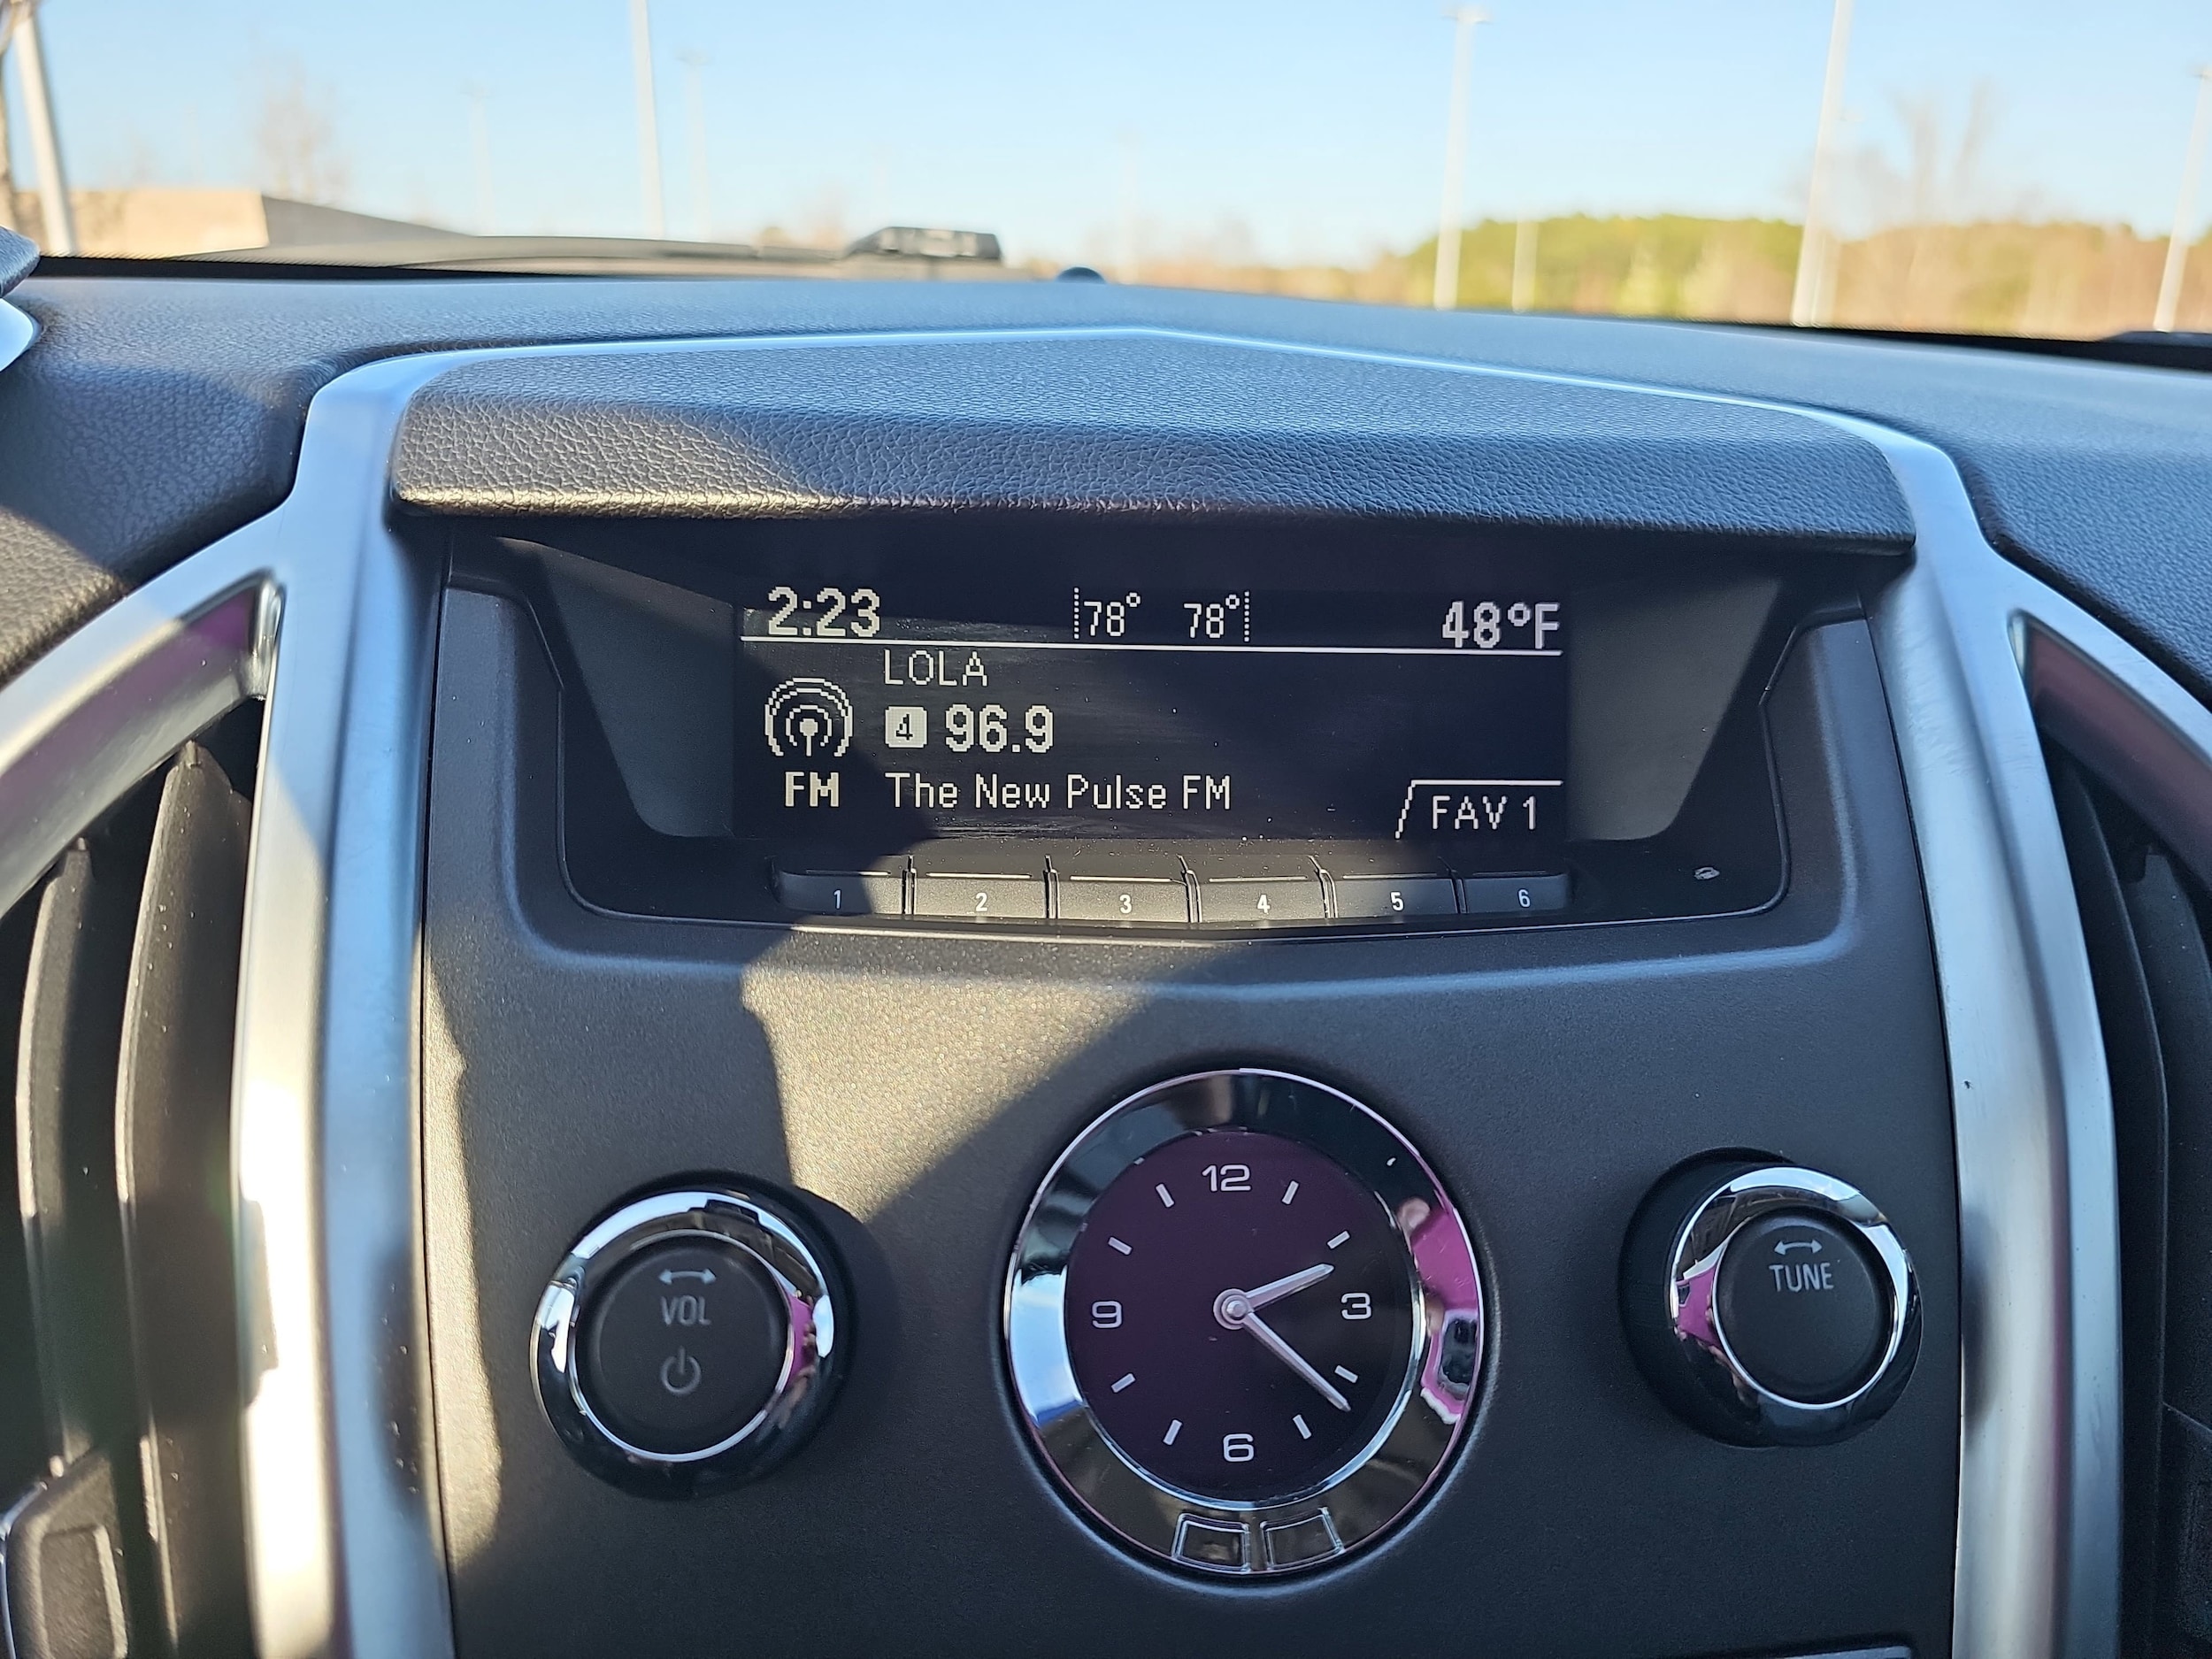 2:23 78° 78° 48°F
LOLA
4 96.9
FM The New Pulse FM
FAV 1
1 2 3 4 5 6
VOL
12
3
6
9
TUNE